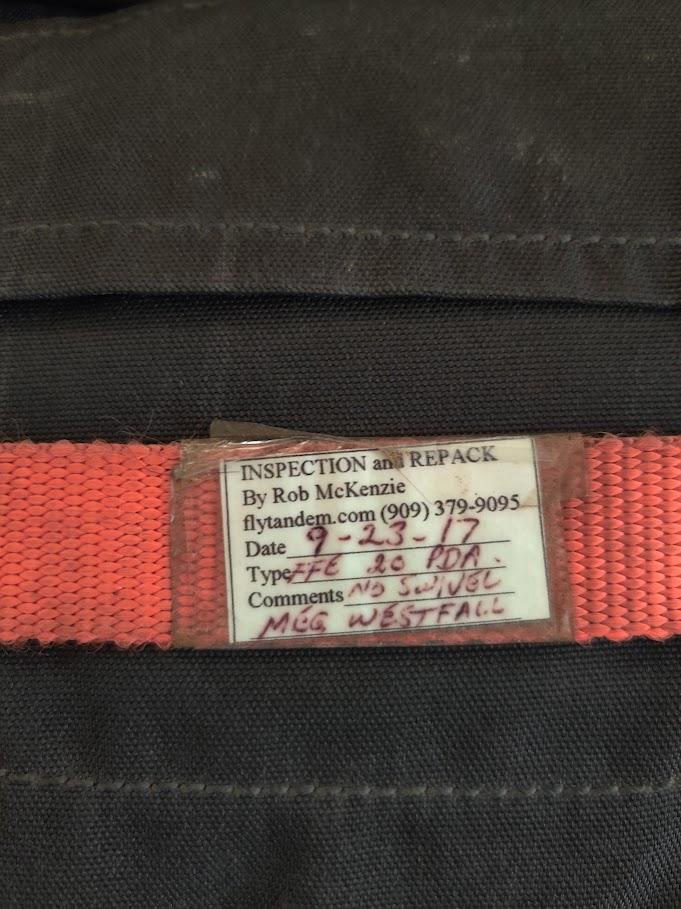 INSPECTION and REPACK
By Rob McKenzie
flytandem.com (909) 379-9095
Date 9-23-17
Type FFE 20 PDA.
Comments NO SWIVEL
MEG WESTFALL